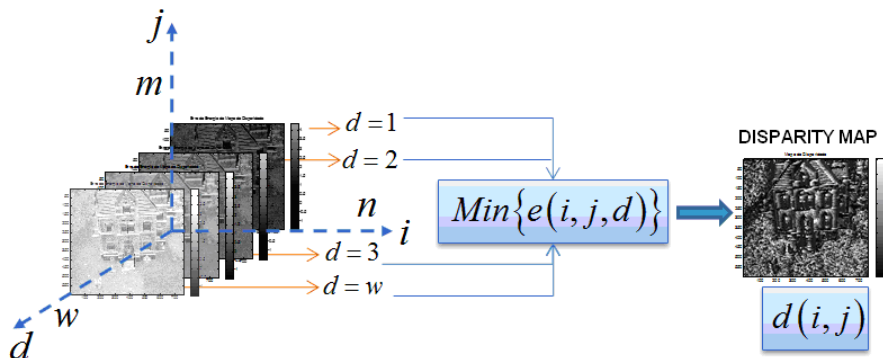 j
m
d = 1
d = 2
n
i
d = 3
d = w
w
d
Min{e(i, j, d)}
DISPARITY MAP
d(i, j)